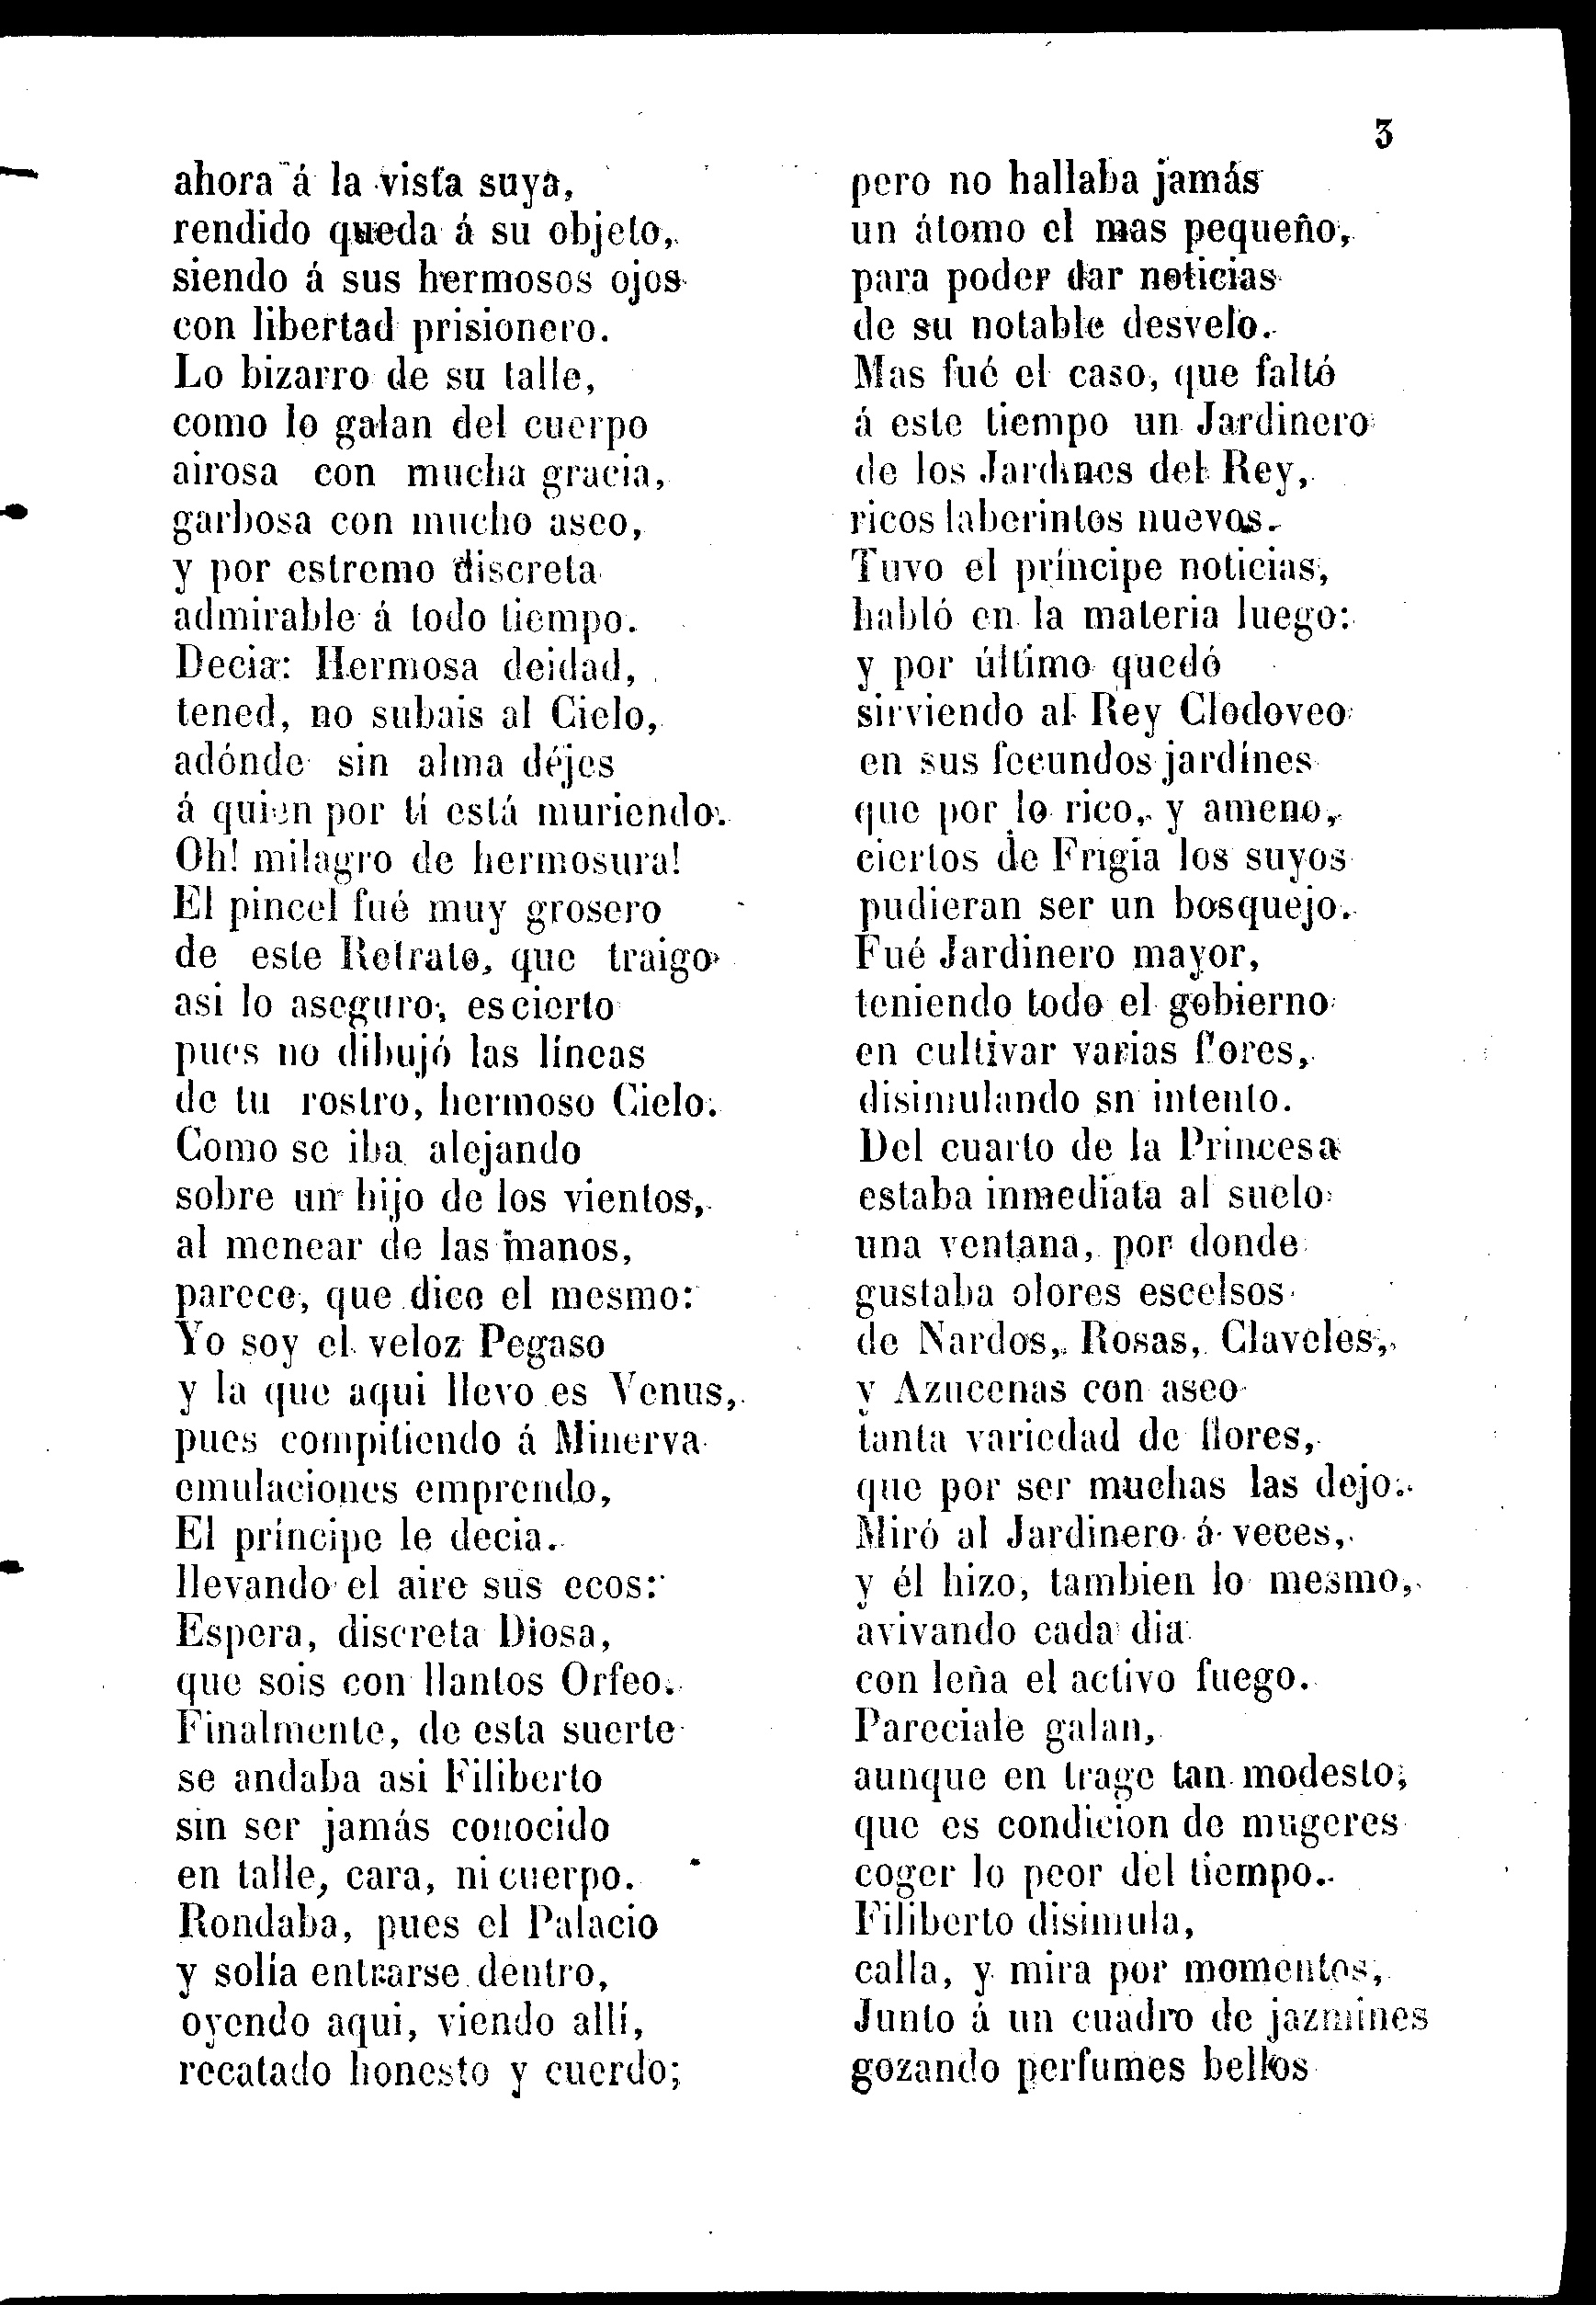 3
ahora á la vista suya,
rendido queda á su objeto,
siendo á sus hermosos ojos
con libertad prisionero.
Lo bizarro de su talle,
como lo galan del cuerpo
airosa con mucha gracia,
garbosa con mucho aseo,
y por estremo discreta
admirable á todo tiempo.
Decia: Hermosa deidad,
tened, no subais al Cielo,
adónde sin alma déjes
á quien por tí está muriendo.
Oh! milagro de hermosura!
El pincel fué muy grosero
de este Retrato, que traigo
asi lo aseguro, es cierto
pues no dibujó las líneas
de tu rostro, hermoso Cielo.
Como se iba alejando
sobre un hijo de los vientos,
al menear de las manos,
parece, que dice el mesmo:
Yo soy el veloz Pegaso
y la que aqui llevo es Venus,
pues compitiendo á Minerva
emulaciones emprendo,
El príncipe le decia.
llevando el aire sus ecos:
Espera, discreta Diosa,
que sois con llantos Orfeo.
Finalmente, de esta suerte
se andaba asi Filiberto
sin ser jamás conocido
en talle, cara, ni cuerpo.
Rondaba, pues el Palacio
y solía entrarse dentro,
oyendo aqui, viendo allí,
recatado honesto y cuerdo;
pero no hallaba jamás
un átomo el mas pequeño,
para poder dar noticias
de su notable desvelo.
Mas fué el caso, que faltó
á este tiempo un Jardinero
de los Jardines del Rey,
ricos laberintos nuevos.
Tuvo el príncipe noticias,
habló en la materia luego:
y por último quedó
sirviendo al Rey Clodoveo
en sus fecundos jardínes
que por lo rico, y ameno,
ciertos de Frigia los suyos
pudieran ser un bosquejo.
Fué Jardinero mayor,
teniendo todo el gobierno
en cultivar varias flores,
disimulando sn intento.
Del cuarto de la Princesa
estaba inmediata al suelo
una ventana, por donde
gustaba olores escelsos
de Nardos, Rosas, Claveles,
y Azucenas con aseo
tanta variedad de flores,
que por ser muchas las dejo.
Miró al Jardinero á veces,
y él hizo, tambien lo mesmo,
avivando cada dia
con leña el activo fuego.
Pareciale galan,
aunque en trage tan modesto;
que es condicion de mugeres
coger lo peor del tiempo.
Filiberto disimula,
calla, y mira por momentos,
Junto á un cuadro de jazmines
gozando perfumes bellos